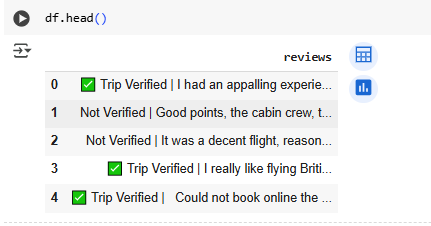 df.head()
reviews
0 ✅ Trip Verified | I had an appalling experie...
1 Not Verified | Good points, the cabin crew, t...
2 Not Verified | It was a decent flight, reason...
3 ✅ Trip Verified | I really like flying Briti...
4 ✅ Trip Verified | Could not book online the ...